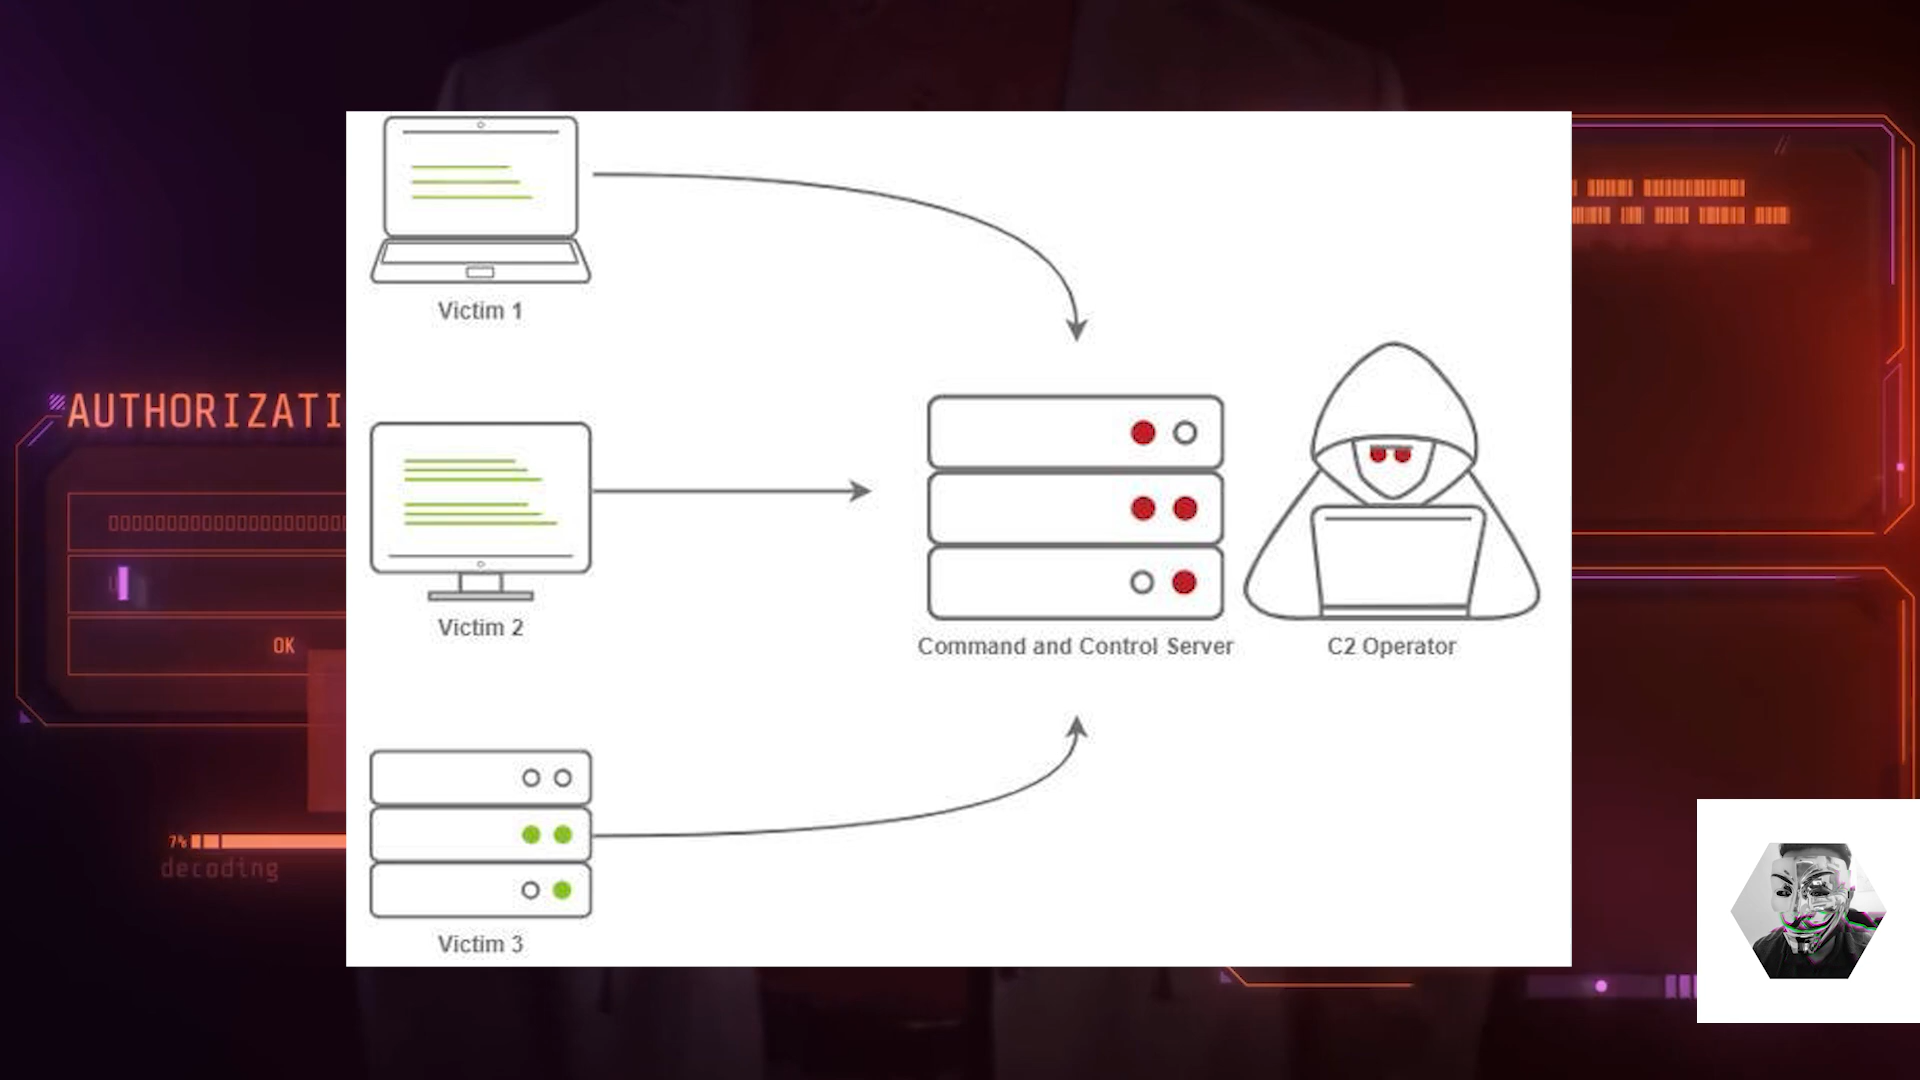 Victim 1
AUTHORIZATI
Victim 2
OK
Command and Control Server
C2 Operator
7%
decoding
Victim 3